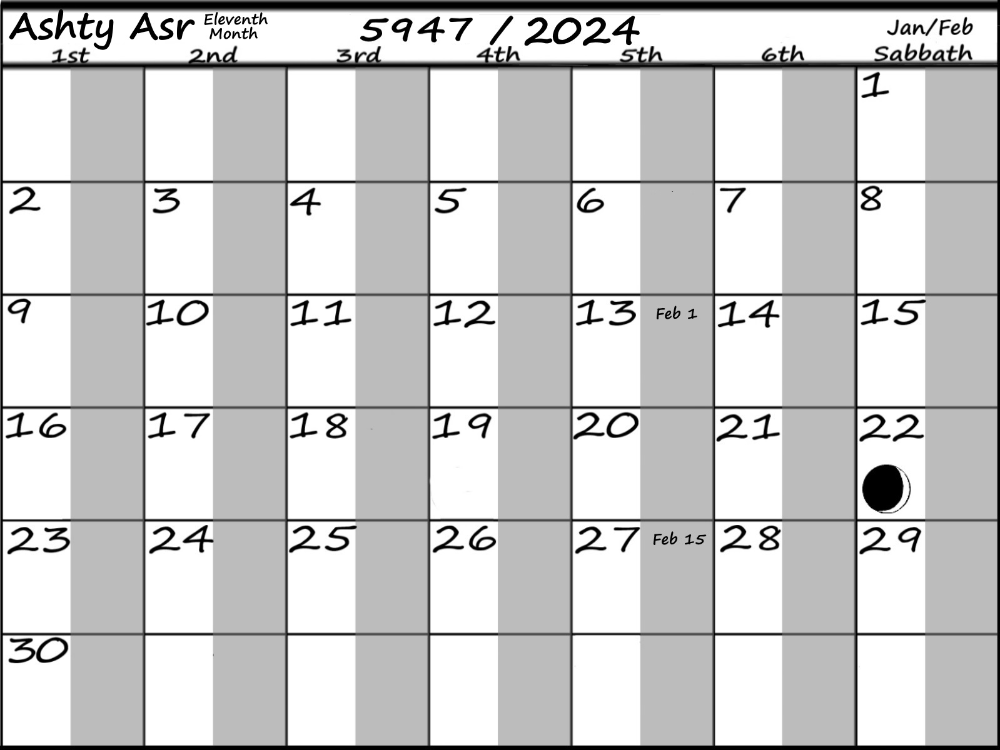 Ashty Asr Eleventh Month 5947 / 2024 Jan/Feb
1st 2nd 3rd 4th 5th 6th Sabbath
1
2 3 4 5 6 7 8
9 10 11 12 13 Feb 1 14 15
16 17 18 19 20 21 22
23 24 25 26 27 Feb 15 28 29
30